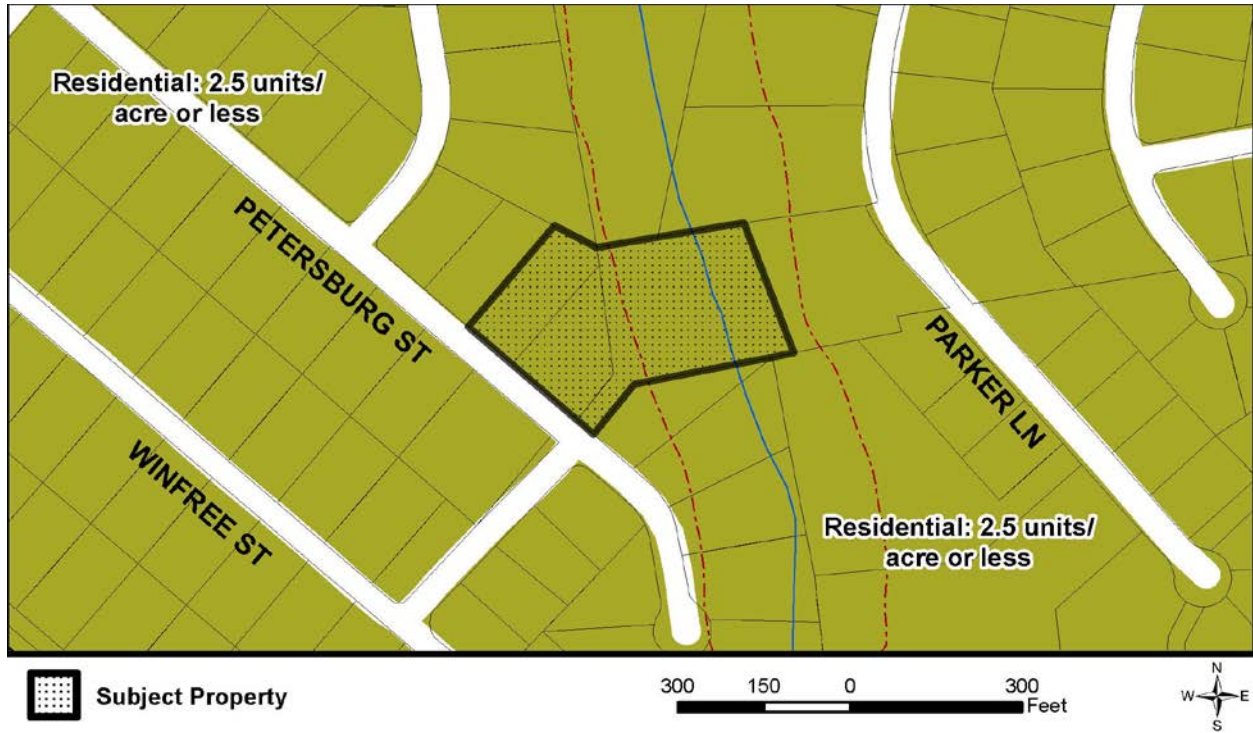 Residential: 2.5 units/
acre or less
PETERSBURG ST
WINFREE ST
PARKER LN
Residential: 2.5 units/
acre or less
Subject Property
300 150 0 300
Feet
N
W E
S